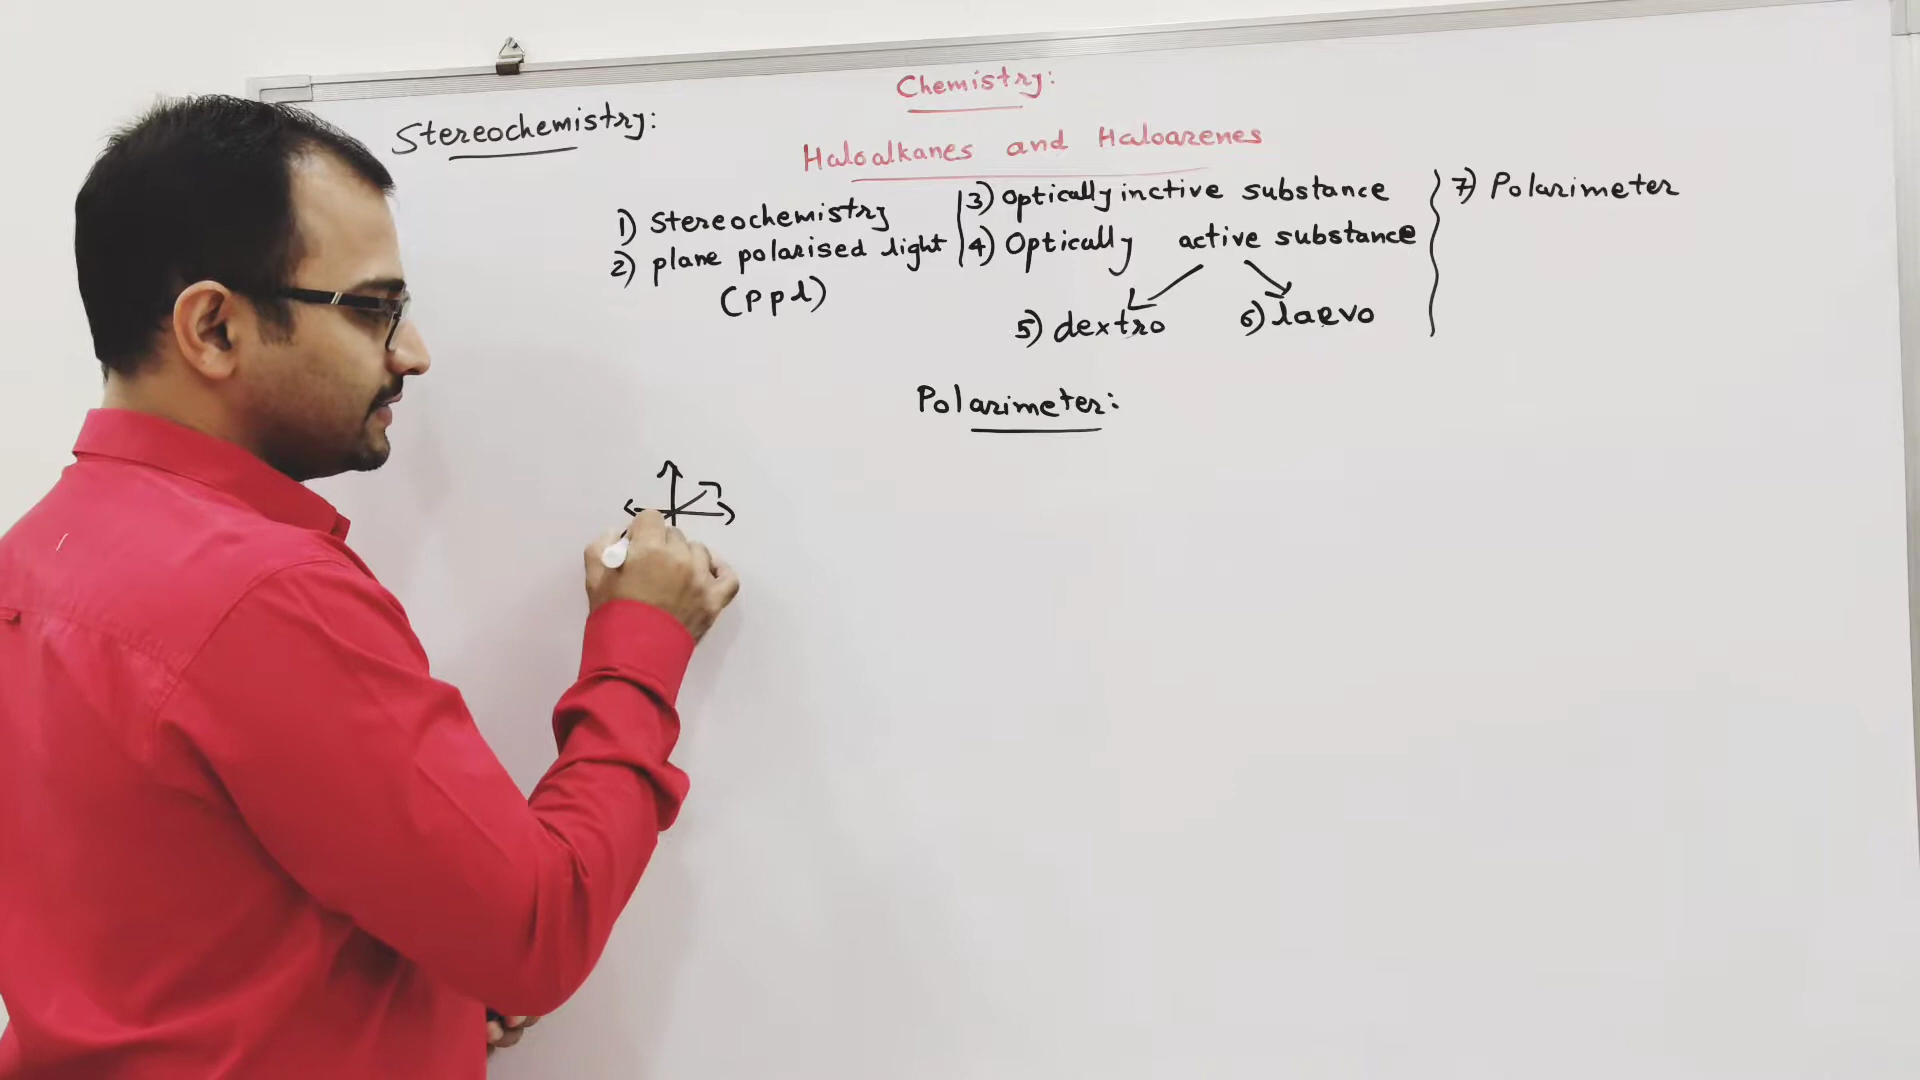 Chemistry:
Stereochemistry:
Haloalkanes and Haloarenes
1) Stereochemistry
2) plane polarised light
(ppl)
3) Optically inctive substance
4) Optically active substance
5) dextro
6) laevo
7) Polarimeter
Polarimeter: